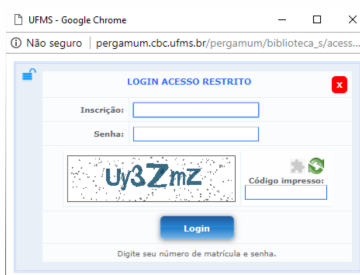 UFMS - Google Chrome
Não seguro | pergamum.cbc.ufms.br/pergamum/biblioteca_s/acess...
LOGIN ACESSO RESTRITO
x
Inscrição:
Senha:
Uy3ZmZ
Código impresso:
Login
Digite seu número de matrícula e senha.